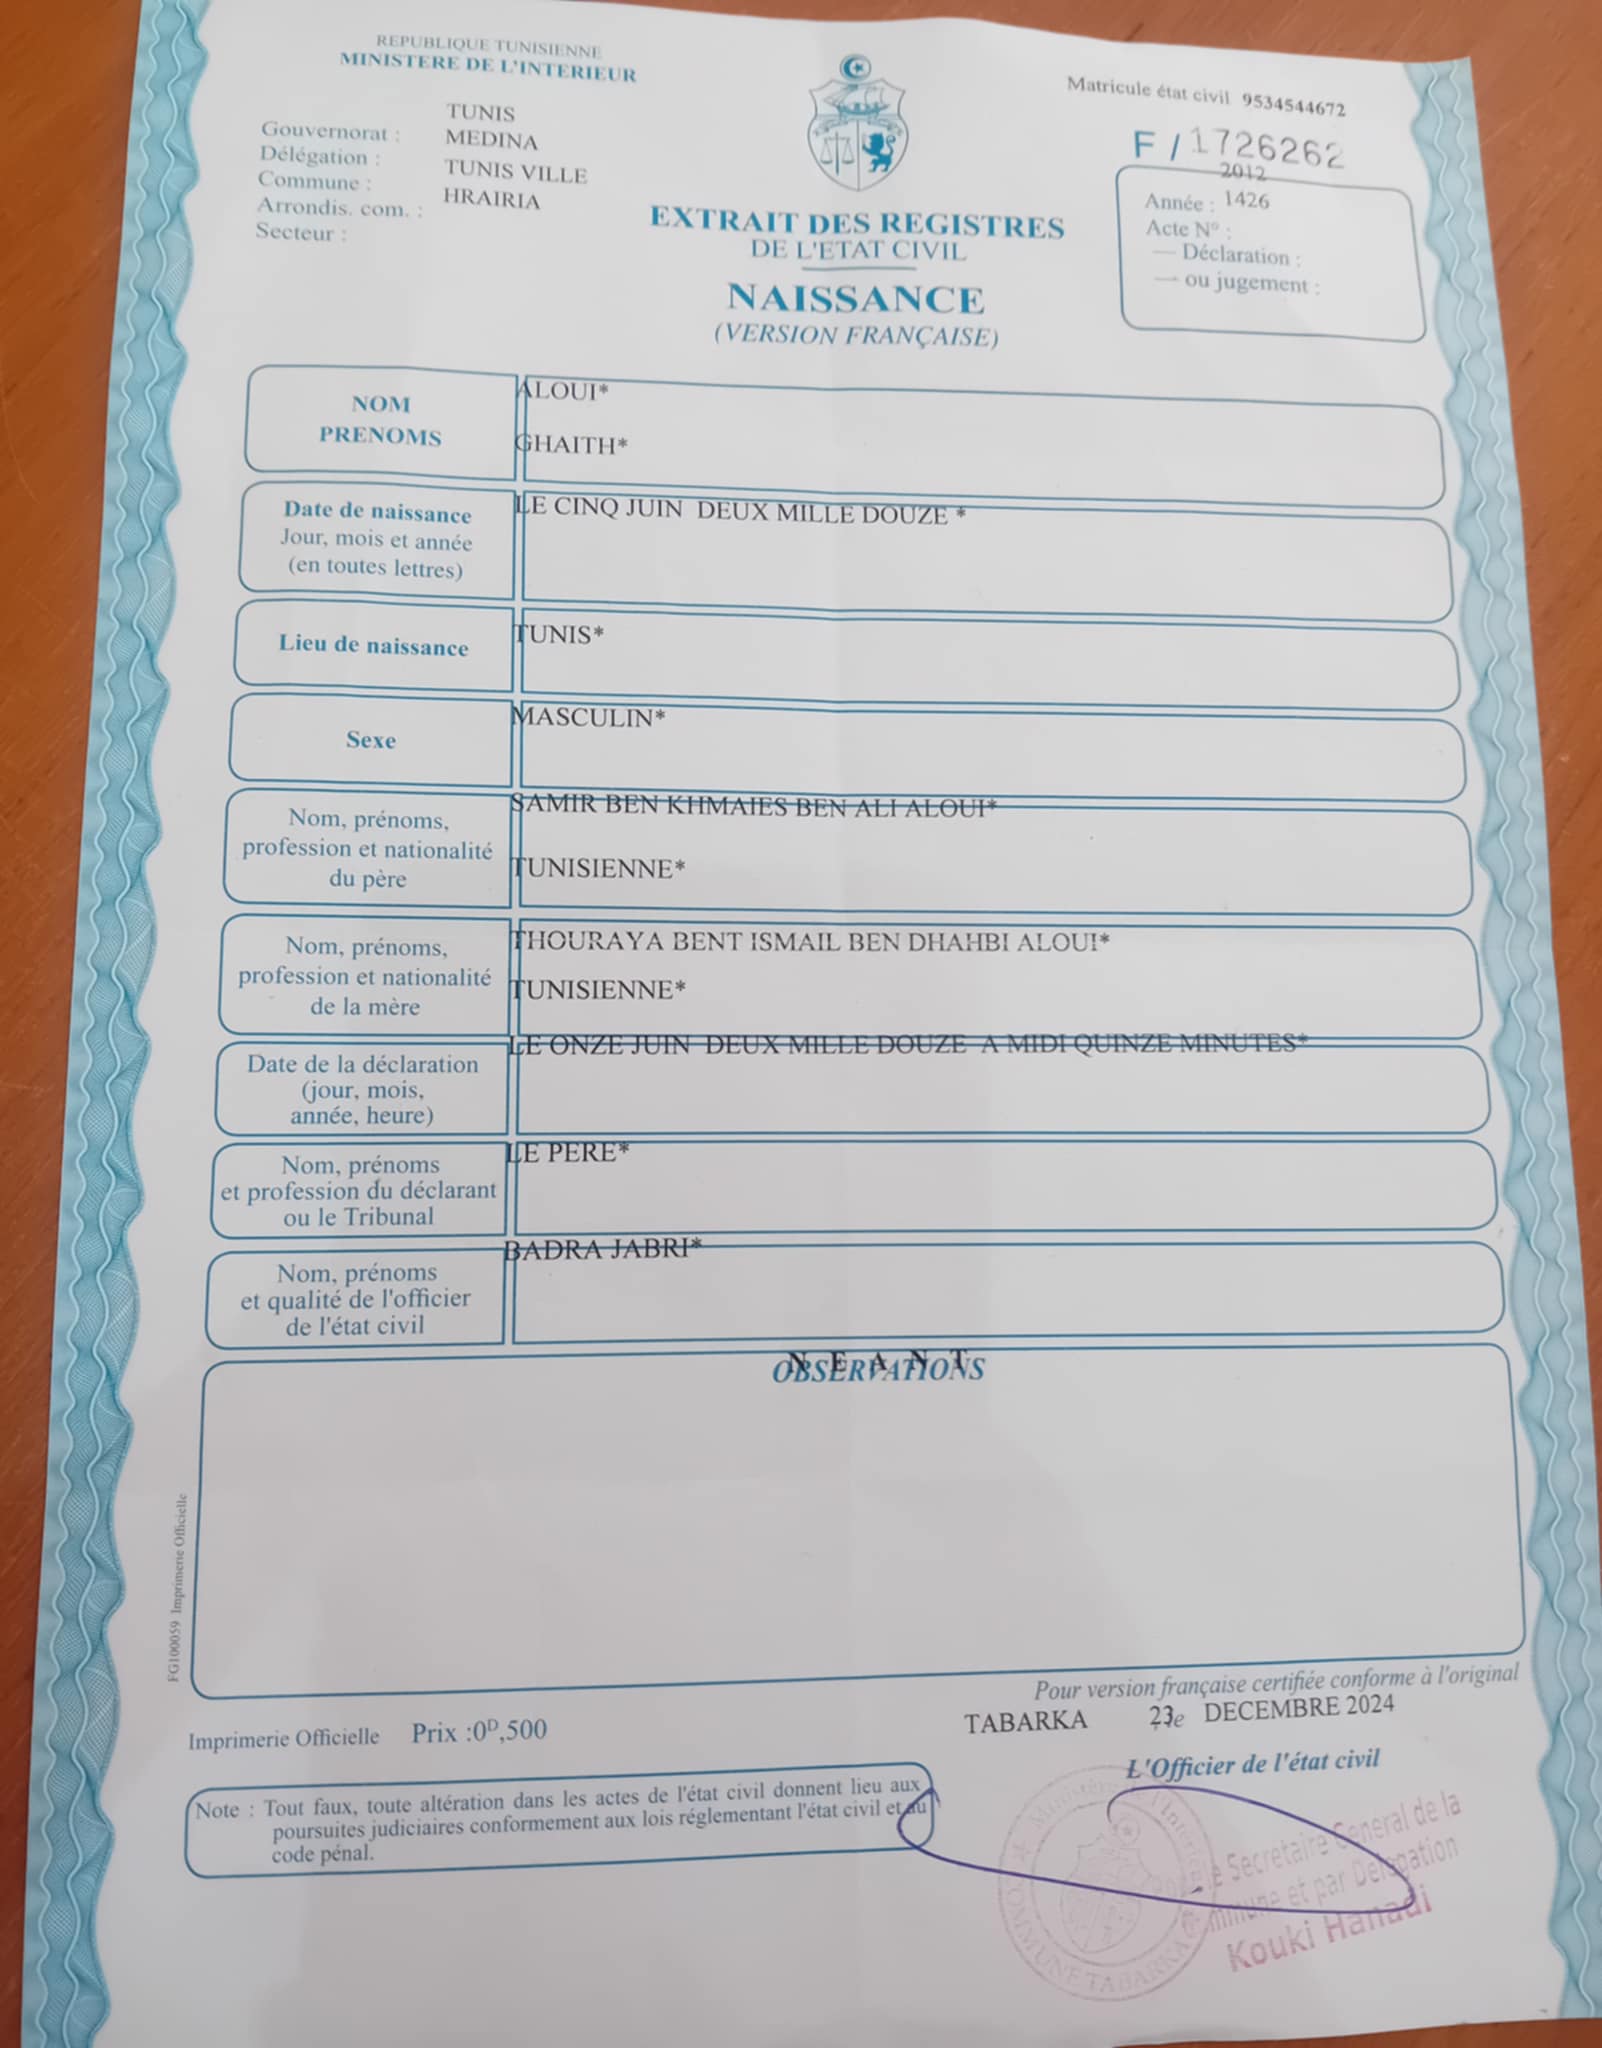 REPUBLIQUE TUNISIENNE
MINISTERE DE L'INTERIEUR
Gouvernorat : TUNIS
Délégation : MEDINA
Commune : TUNIS VILLE
Arrondis. com. : HRAIRIA
Secteur :
EXTRAIT DES REGISTRES
DE L'ETAT CIVIL
NAISSANCE
(VERSION FRANÇAISE)
Matricule état civil 9534544672
F / 1726262
2012
Année : 1426
Acte N° :
— Déclaration :
— ou jugement :
NOM ALOUI*
PRENOMS GHAITH*
Date de naissance LE CINQ JUIN DEUX MILLE DOUZE *
Jour, mois et année
(en toutes lettres)
Lieu de naissance TUNIS*
Sexe MASCULIN*
Nom, prénoms, SAMIR BEN KHMAIES BEN ALI ALOUI*
profession et nationalité
du père TUNISIENNE*
Nom, prénoms, THOURAYA BENT ISMAIL BEN DHAHBI ALOUI*
profession et nationalité TUNISIENNE*
de la mère
LE ONZE JUIN DEUX MILLE DOUZE A MIDI QUINZE MINUTES*
Date de la déclaration
(jour, mois,
année, heure)
LE PERE*
Nom, prénoms
et profession du déclarant
ou le Tribunal
BADRA JABRI*
Nom, prénoms
et qualité de l'officier
de l'état civil
N E A N T
OBSERVATIONS
FG100059 Imprimerie Officielle
Pour version française certifiée conforme à l'original
TABARKA 23e DECEMBRE 2024
Imprimerie Officielle Prix :0ᴰ,500
L'Officier de l'état civil
Note : Tout faux, toute altération dans les actes de l'état civil donnent lieu aux
poursuites judiciaires conformement aux lois réglementant l'état civil et au
code pénal.
Ministère de l'Interieur
COMMUNE TABARKA
le Secretaire General de la
et par Delegation
Kouki Hanadi